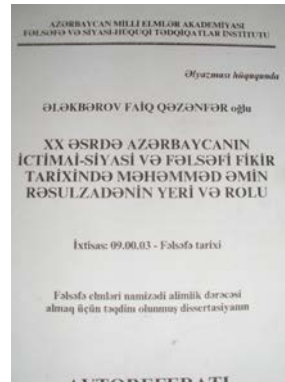 AZƏRBAYCAN MİLLİ ELMLƏR AKADEMİYASI
FƏLSƏFƏ VƏ SİYASİ-HÜQUQİ TƏDQİQATLAR İNSTİTUTU
Əlyazması hüququnda
ƏLƏKBƏROV FAİQ QƏZƏNFƏR oğlu
XX ƏSRDƏ AZƏRBAYCANIN
İCTİMAİ-SİYASİ VƏ FƏLSƏFİ FİKİR
TARİXİNDƏ MƏHƏMMƏD ƏMİN
RƏSULZADƏNİN YERİ VƏ ROLU
İxtisas: 09.00.03 - Fəlsəfə tarixi
Fəlsəfə elmləri namizədi alimlik dərəcəsi
almaq üçün təqdim olunmuş dissertasiyanın
AVTOREFERATI